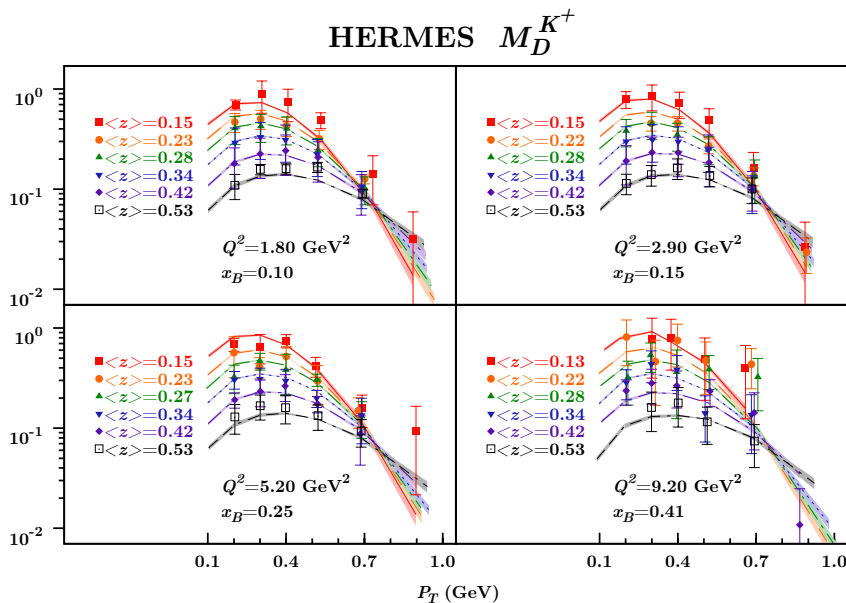 HERMES M_D^{K^+}
10^0
10^{-1}
10^{-2}
<z>=0.15
<z>=0.23
<z>=0.28
<z>=0.34
<z>=0.42
<z>=0.53
Q^2=1.80 GeV^2
x_B=0.10
<z>=0.15
<z>=0.22
<z>=0.28
<z>=0.34
<z>=0.42
<z>=0.53
Q^2=2.90 GeV^2
x_B=0.15
10^0
10^{-1}
10^{-2}
<z>=0.15
<z>=0.23
<z>=0.27
<z>=0.34
<z>=0.42
<z>=0.53
Q^2=5.20 GeV^2
x_B=0.25
<z>=0.13
<z>=0.22
<z>=0.28
<z>=0.34
<z>=0.42
<z>=0.53
Q^2=9.20 GeV^2
x_B=0.41
0.1 0.4 0.7 1.0 0.1 0.4 0.7 1.0
P_T (GeV)